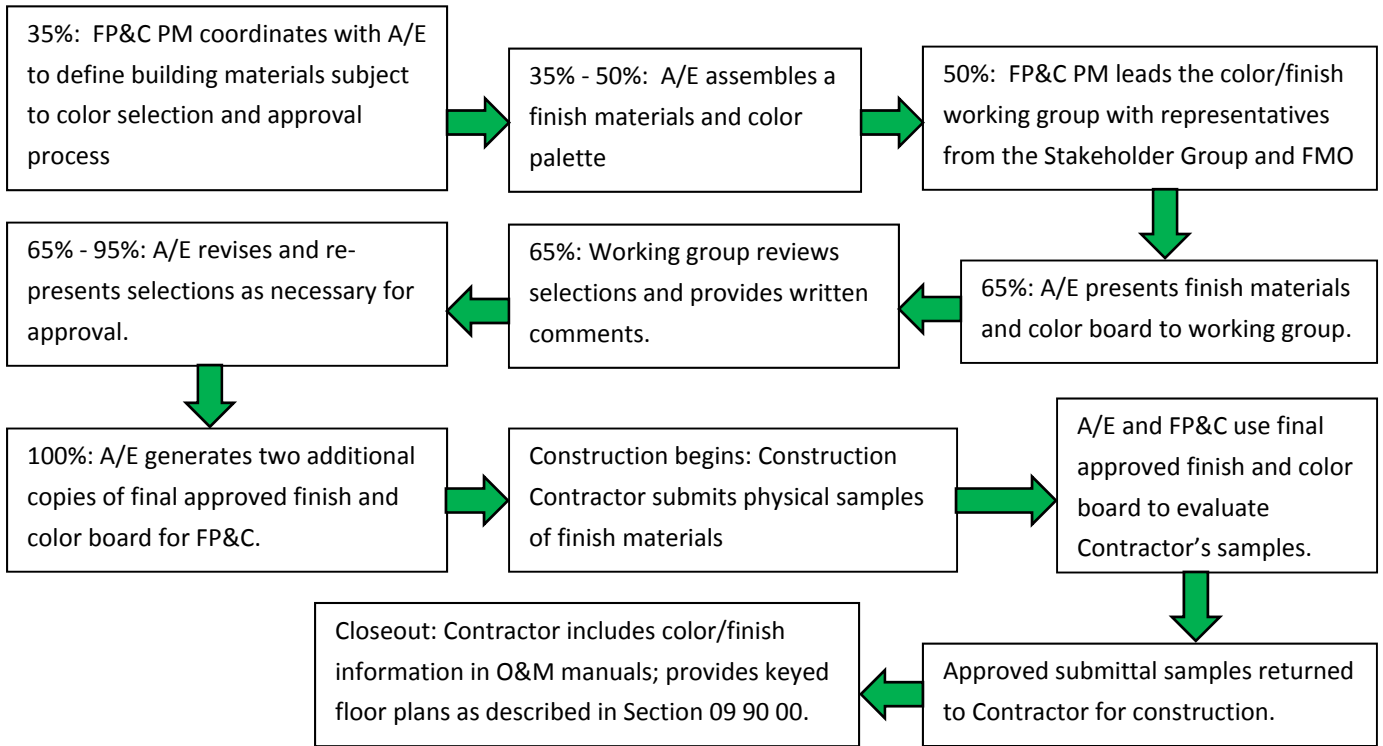 35%: FP&C PM coordinates with A/E
to define building materials subject
to color selection and approval
process
35% - 50%: A/E assembles a
finish materials and color
palette
50%: FP&C PM leads the color/finish
working group with representatives
from the Stakeholder Group and FMO
65%: A/E presents finish materials
and color board to working group.
65%: Working group reviews
selections and provides written
comments.
65% - 95%: A/E revises and re-
presents selections as necessary for
approval.
100%: A/E generates two additional
copies of final approved finish and
color board for FP&C.
Construction begins: Construction
Contractor submits physical samples
of finish materials
A/E and FP&C use final
approved finish and color
board to evaluate
Contractor’s samples.
Approved submittal samples returned
to Contractor for construction.
Closeout: Contractor includes color/finish
information in O&M manuals; provides keyed
floor plans as described in Section 09 90 00.